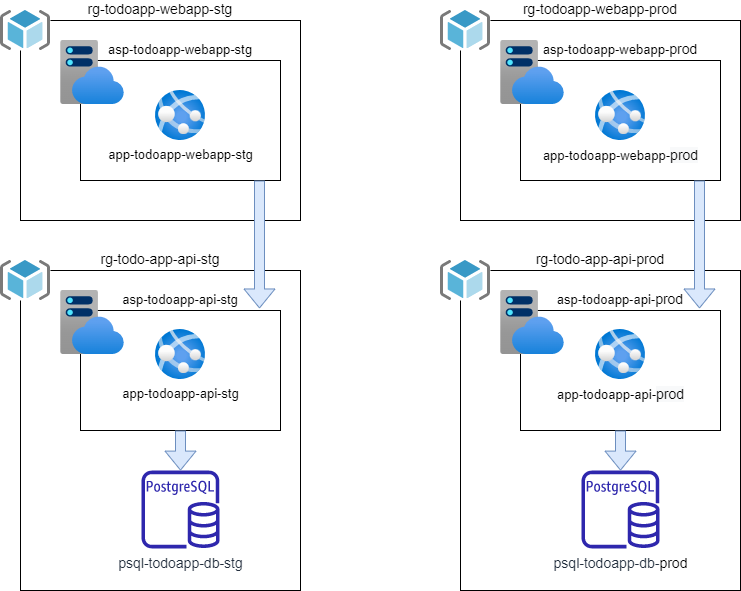 rg-todoapp-webapp-stg
asp-todoapp-webapp-stg
app-todoapp-webapp-stg
rg-todo-app-api-stg
asp-todoapp-api-stg
app-todoapp-api-stg
PostgreSQL
psql-todoapp-db-stg
rg-todoapp-webapp-prod
asp-todoapp-webapp-prod
app-todoapp-webapp-prod
rg-todo-app-api-prod
asp-todoapp-api-prod
app-todoapp-api-prod
PostgreSQL
psql-todoapp-db-prod